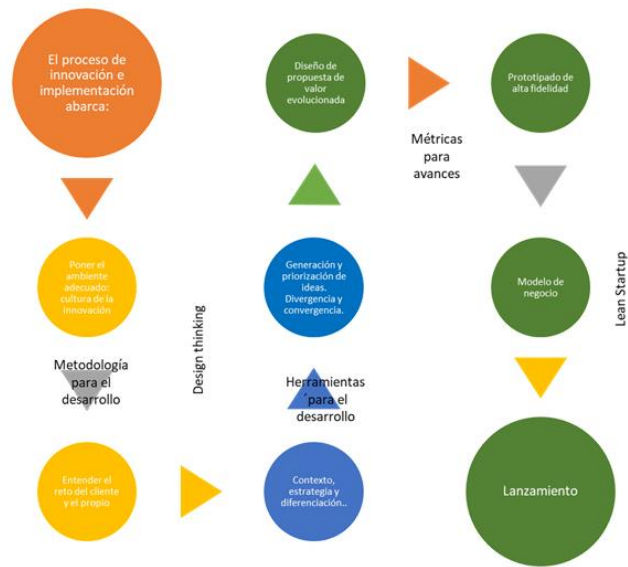 El proceso de
innovación e
implementación
abarca:
Poner el
ambiente
adecuado:
cultura de la
innovación
Metodología
para el
desarrollo
Entender el
reto del cliente
y el propio
Design thinking
Contexto,
estrategia y
diferenciación..
Herramientas
´para el
desarrollo
Generación y
priorización de
ideas.
Divergencia y
convergencia.
Diseño de
propuesta de
valor
evolucionada
Métricas
para
avances
Prototipado de
alta fidelidad
Modelo de
negocio
Lean Startup
Lanzamiento